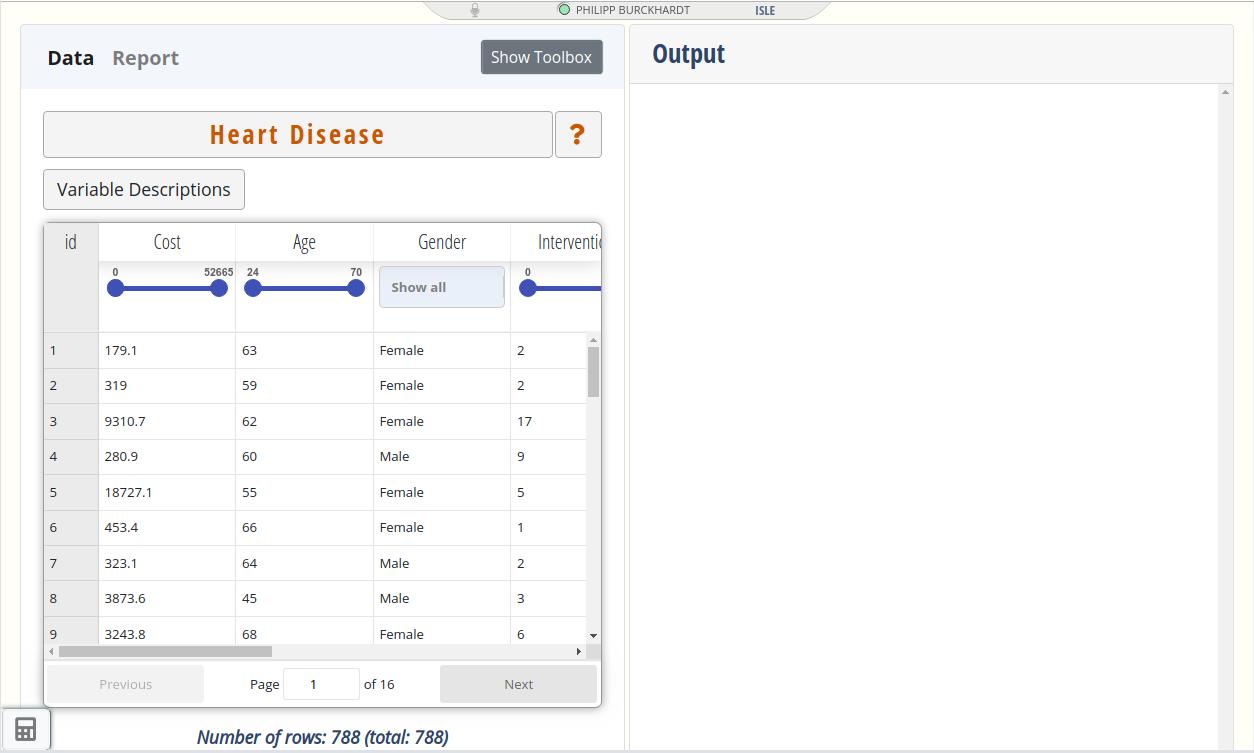 PHILIPP BURCKHARDT ISLE
Data Report Show Toolbox
Output
Heart Disease ?
Variable Descriptions
id Cost Age Gender
0 52665 24 70 Show all 0
1 179.1 63 Female 2
2 319 59 Female 2
3 9310.7 62 Female 17
4 280.9 60 Male 9
5 18727.1 55 Female 5
6 453.4 66 Female 1
7 323.1 64 Male 2
8 3873.6 45 Male 3
9 3243.8 68 Female 6
Previous Page 1 of 16 Next
Number of rows: 788 (total: 788)